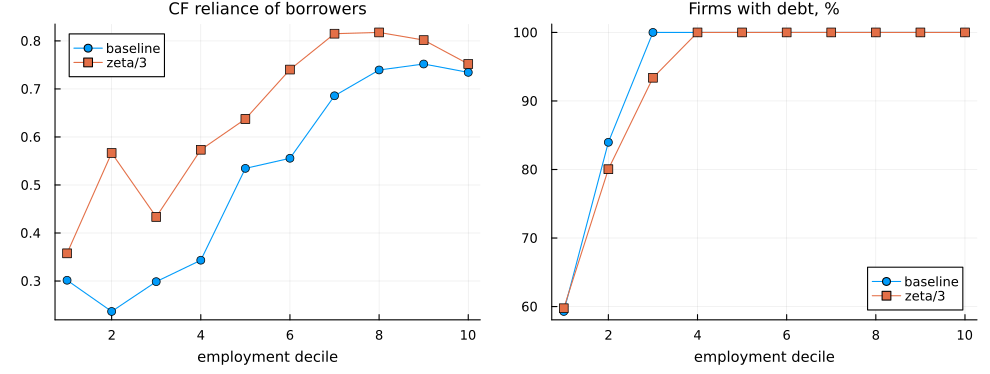 CF reliance of borrowers
0.8
0.7
0.6
0.5
0.4
0.3
baseline
zeta/3
2
4
6
8
10
employment decile
Firms with debt, %
100
90
80
70
60
baseline
zeta/3
2
4
6
8
10
employment decile